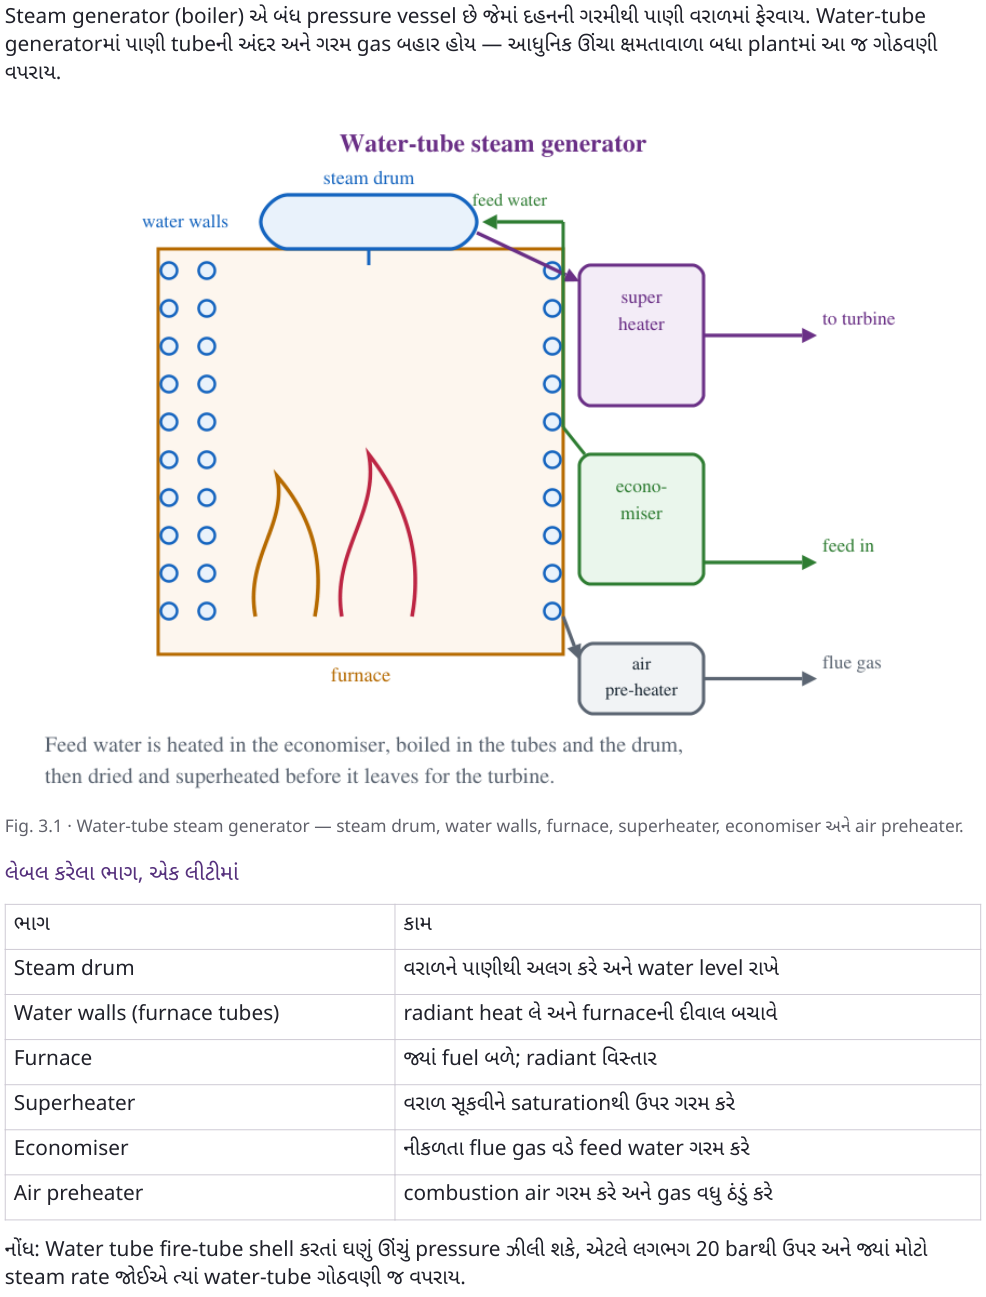 Steam generator (boiler) એ બંધ pressure vessel છે જેમાં દહનની ગરમીથી પાણી વરાળમાં ફેરવાય. Water-tube
generatorમાં પાણી tubeની અંદર અને ગરમ gas બહાર હોય — આધુનિક ઊંચા ક્ષમતાવાળા બધા plantમાં આ જ ગોઠવણી
વપરાય.
Water-tube steam generator
steam drum
feed water
water walls
super
heater
to turbine
econo-
miser
feed in
furnace
air
pre-heater
flue gas
Feed water is heated in the economiser, boiled in the tubes and the drum,
then dried and superheated before it leaves for the turbine.
Fig. 3.1 · Water-tube steam generator — steam drum, water walls, furnace, superheater, economiser અને air preheater.
લેબલ કરેલા ભાગ, એક લીટીમાં
ભાગ	કામ
Steam drum	વરાળને પાણીથી અલગ કરે અને water level રાખે
Water walls (furnace tubes)	radiant heat લે અને furnaceની દીવાલ બચાવે
Furnace	જ્યાં fuel બળે; radiant વિસ્તાર
Superheater	વરાળ સૂકવીને saturationથી ઉપર ગરમ કરે
Economiser	નીકળતા flue gas વડે feed water ગરમ કરે
Air preheater	combustion air ગરમ કરે અને gas વધુ ઠંડું કરે
નોંધ: Water tube fire-tube shell કરતાં ઘણું ઊંચું pressure ઝીલી શકે, એટલે લગભગ 20 barથી ઉપર અને જ્યાં મોટો
steam rate જોઈએ ત્યાં water-tube ગોઠવણી જ વપરાય.